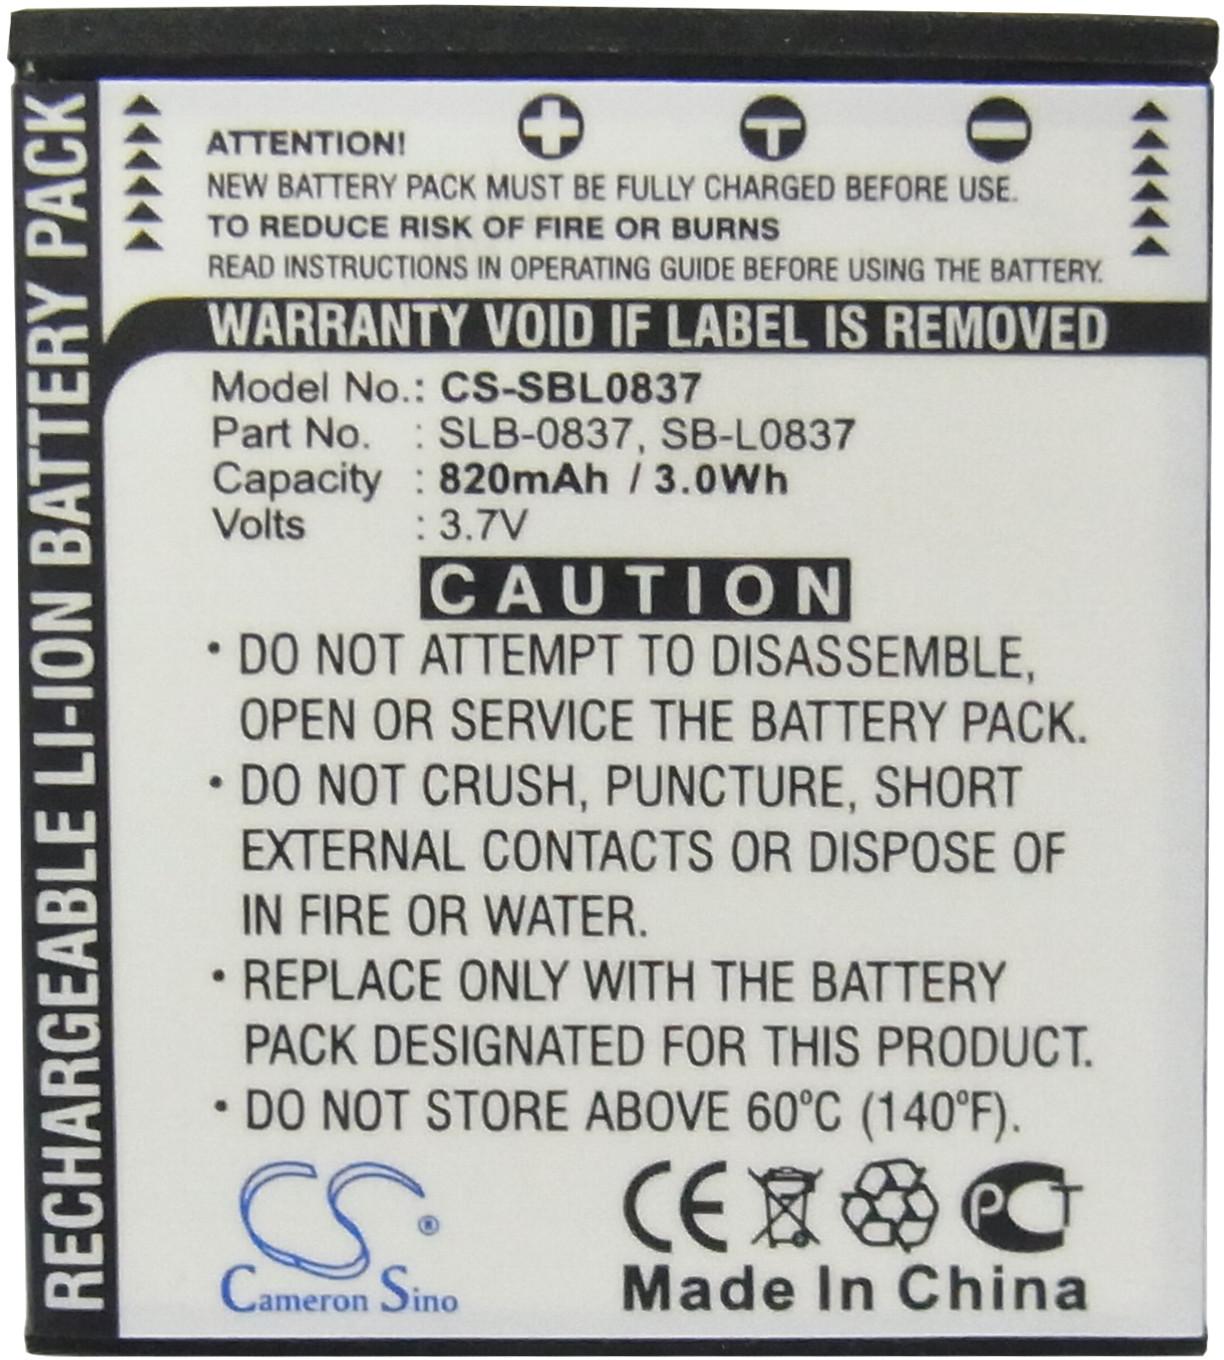 RECHARGEABLE LI-ION BATTERY PACK
ATTENTION!
NEW BATTERY PACK MUST BE FULLY CHARGED BEFORE USE.
TO REDUCE RISK OF FIRE OR BURNS
READ INSTRUCTIONS IN OPERATING GUIDE BEFORE USING THE BATTERY.
WARRANTY VOID IF LABEL IS REMOVED
Model No.: CS-SBL0837
Part No. : SLB-0837, SB-L0837
Capacity : 820mAh / 3.0Wh
Volts : 3.7V
CAUTION
• DO NOT ATTEMPT TO DISASSEMBLE,
OPEN OR SERVICE THE BATTERY PACK.
• DO NOT CRUSH, PUNCTURE, SHORT
EXTERNAL CONTACTS OR DISPOSE OF
IN FIRE OR WATER.
• REPLACE ONLY WITH THE BATTERY
PACK DESIGNATED FOR THIS PRODUCT.
• DO NOT STORE ABOVE 60°C (140°F).
CS®
Cameron Sino
CE PCT
Made In China